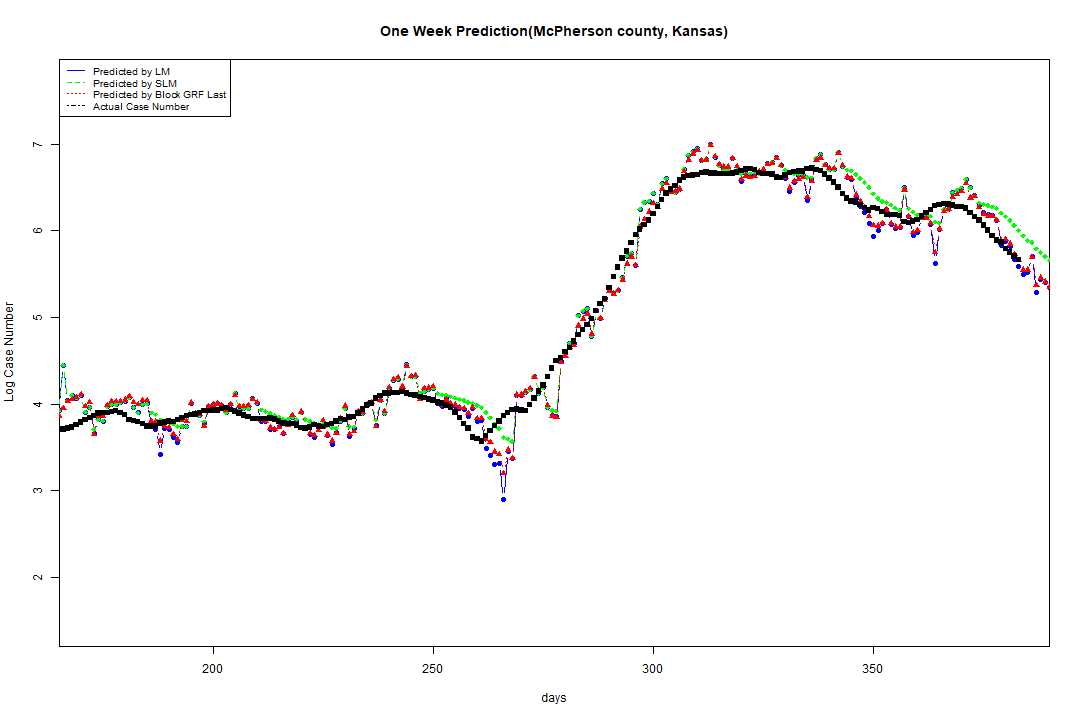 One Week Prediction(McPherson county, Kansas)
Predicted by LM
Predicted by SLM
Predicted by Block GRF Last
Actual Case Number
7
6
5
4
3
2
Log Case Number
200 250 300 350
days